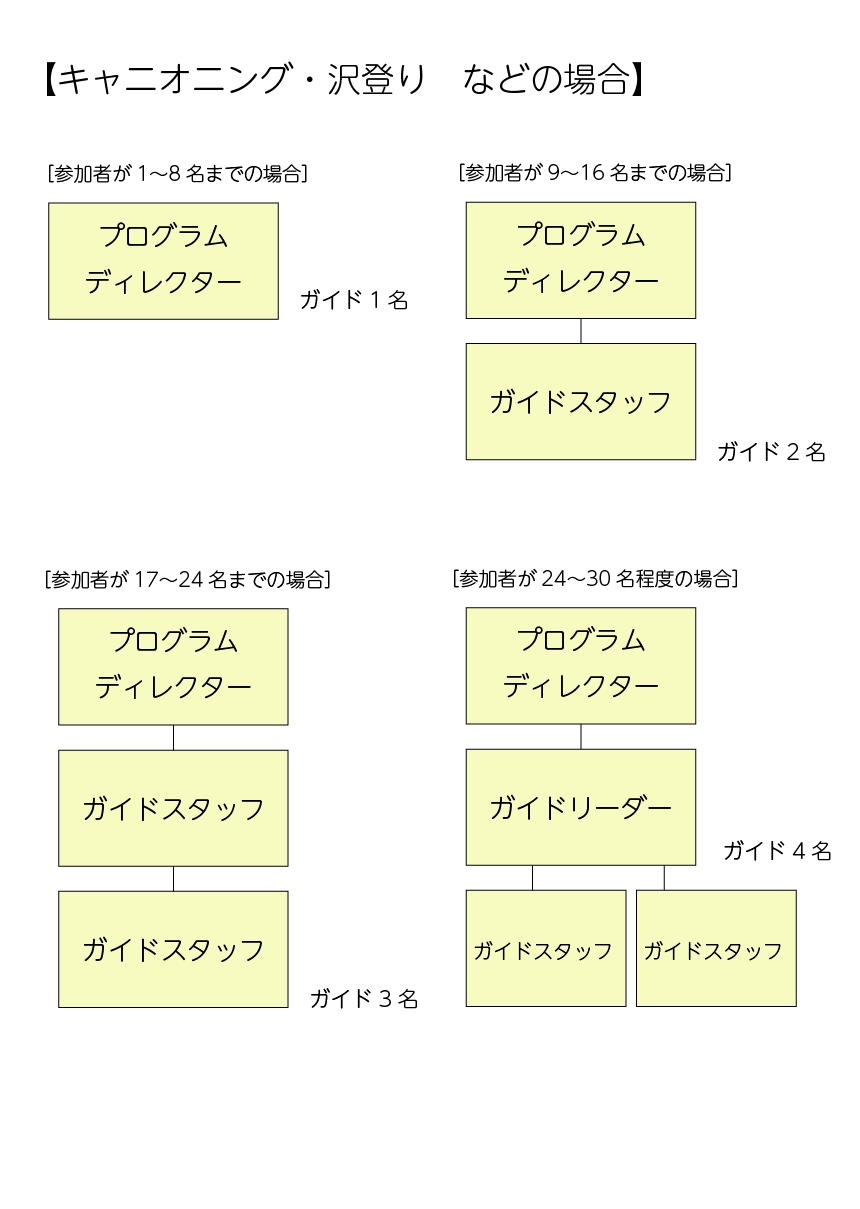 【キャニオニング・沢登り　などの場合】
[参加者が 1～8 名までの場合]
プログラム
ディレクター
ガイド 1 名
[参加者が 9～16 名までの場合]
プログラム
ディレクター
ガイドスタッフ
ガイド 2 名
[参加者が 17～24 名までの場合]
プログラム
ディレクター
ガイドスタッフ
ガイドスタッフ
ガイド 3 名
[参加者が 24～30 名程度の場合]
プログラム
ディレクター
ガイドリーダー
ガイド 4 名
ガイドスタッフ
ガイドスタッフ